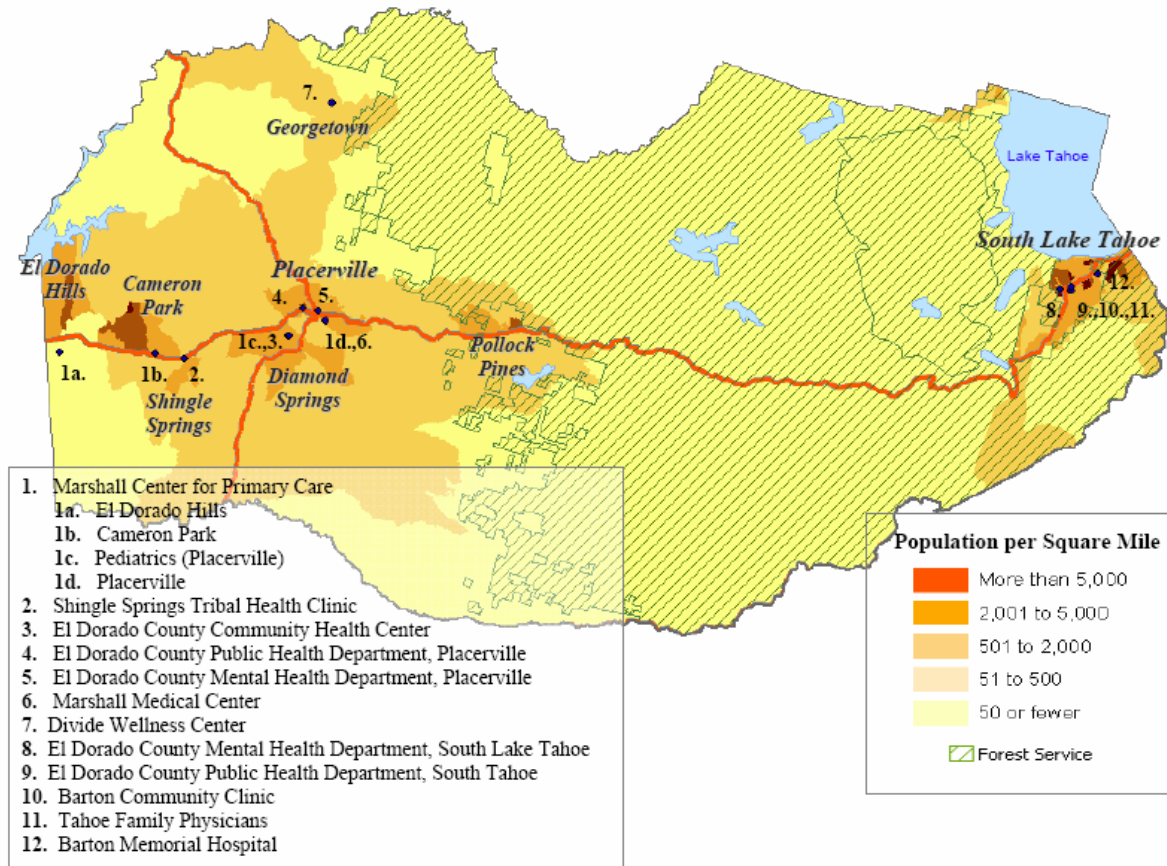 7.
Georgetown
Lake Tahoe
South Lake Tahoe
El Dorado
Hills
Cameron
Park
Placerville
4.
5.
12.
8.
9.,10.,11.
1c.,3.
1d.,6.
Pollock
Pines
1a.
1b.
2.
Diamond
Springs
Shingle
Springs
1. Marshall Center for Primary Care
1a. El Dorado Hills
1b. Cameron Park
1c. Pediatrics (Placerville)
1d. Placerville
2. Shingle Springs Tribal Health Clinic
3. El Dorado County Community Health Center
4. El Dorado County Public Health Department, Placerville
5. El Dorado County Mental Health Department, Placerville
6. Marshall Medical Center
7. Divide Wellness Center
8. El Dorado County Mental Health Department, South Lake Tahoe
9. El Dorado County Public Health Department, South Tahoe
10. Barton Community Clinic
11. Tahoe Family Physicians
12. Barton Memorial Hospital
Population per Square Mile
More than 5,000
2,001 to 5,000
501 to 2,000
51 to 500
50 or fewer
Forest Service